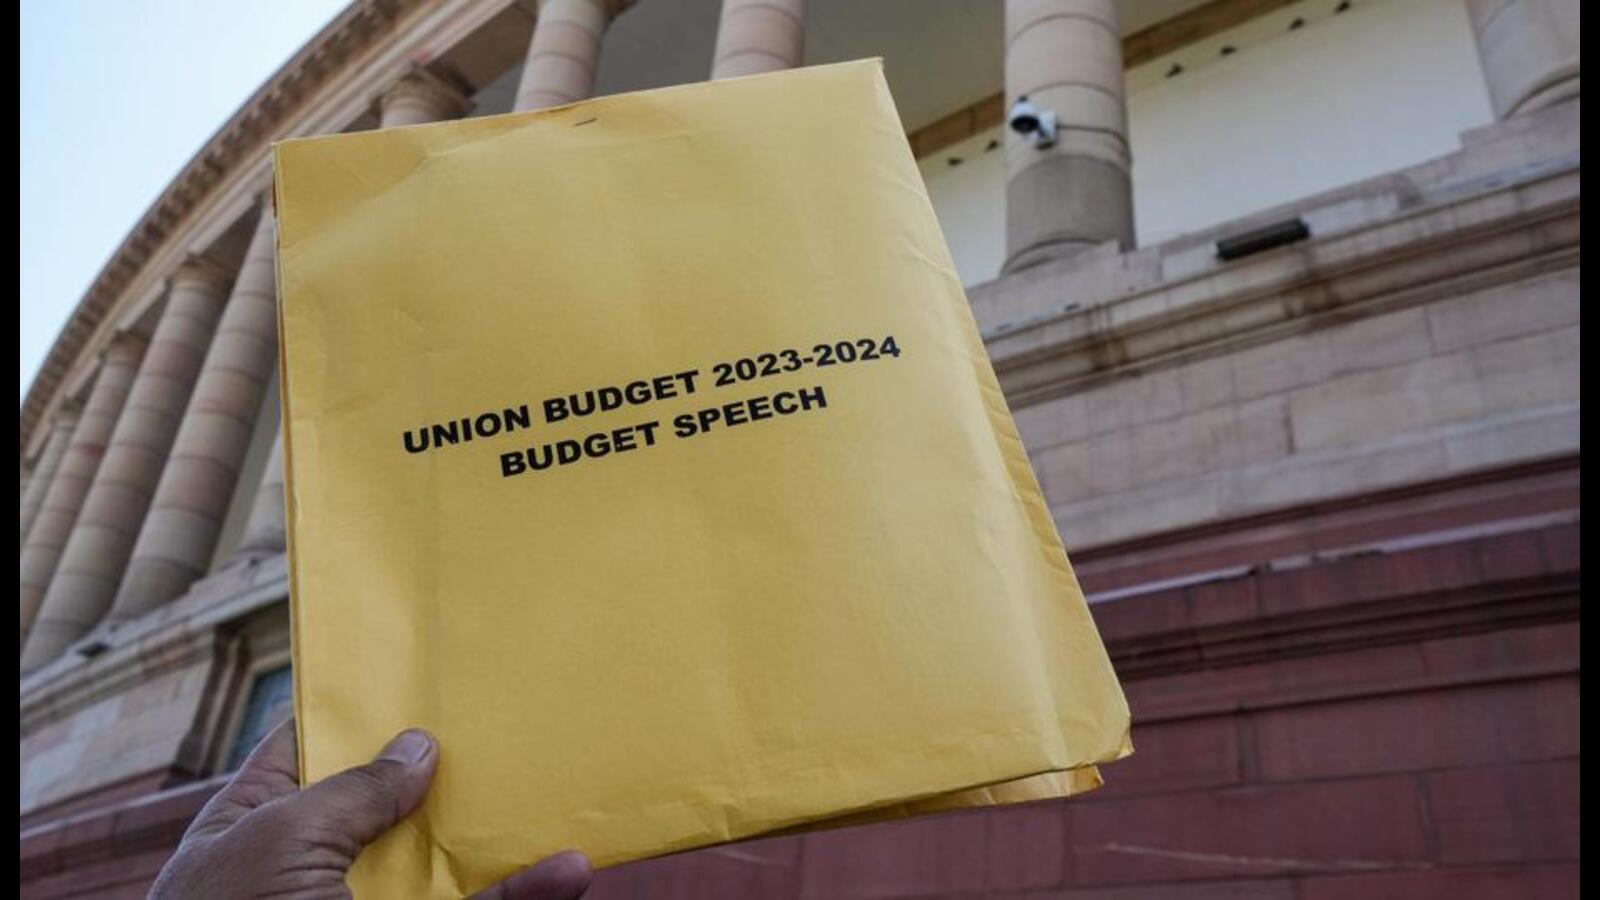 UNION BUDGET 2023-2024
BUDGET SPEECH